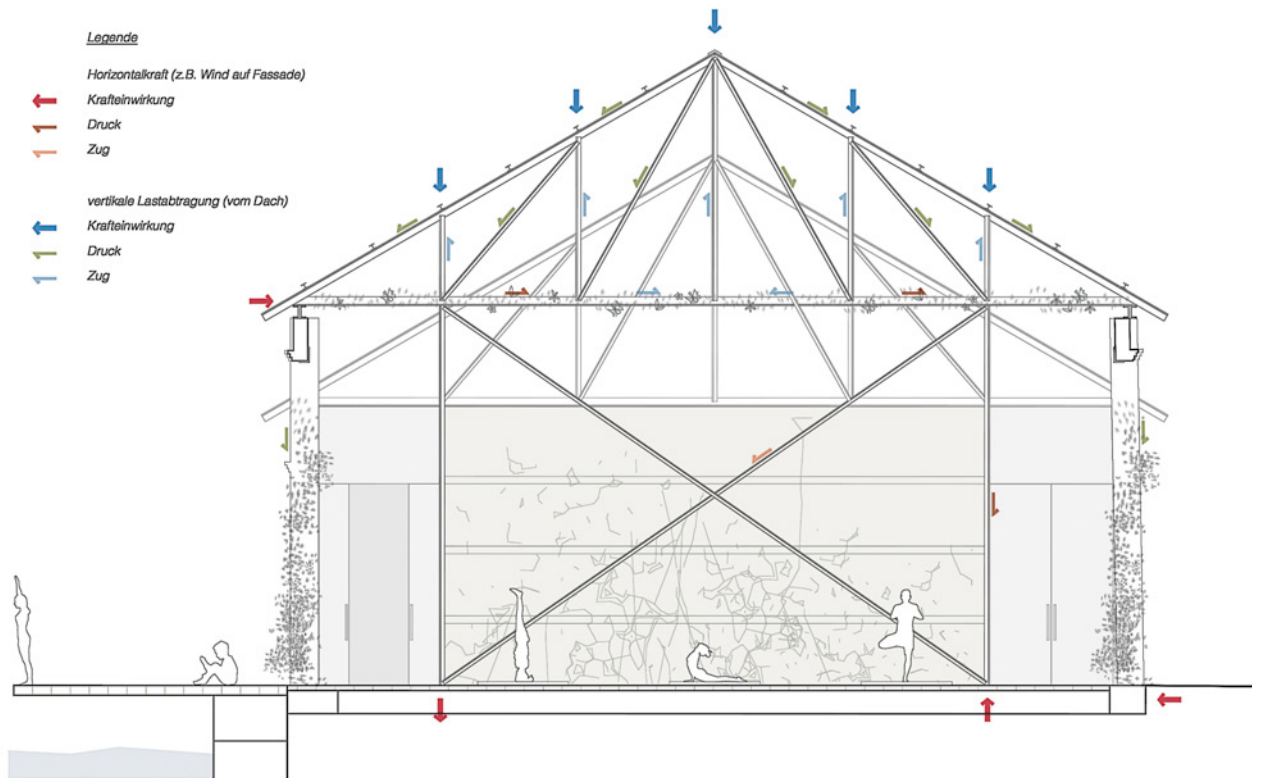 Legende
Horizontalkraft (z.B. Wind auf Fassade)
Krafteinwirkung
Druck
Zug
vertikale Lastabtragung (vom Dach)
Krafteinwirkung
Druck
Zug